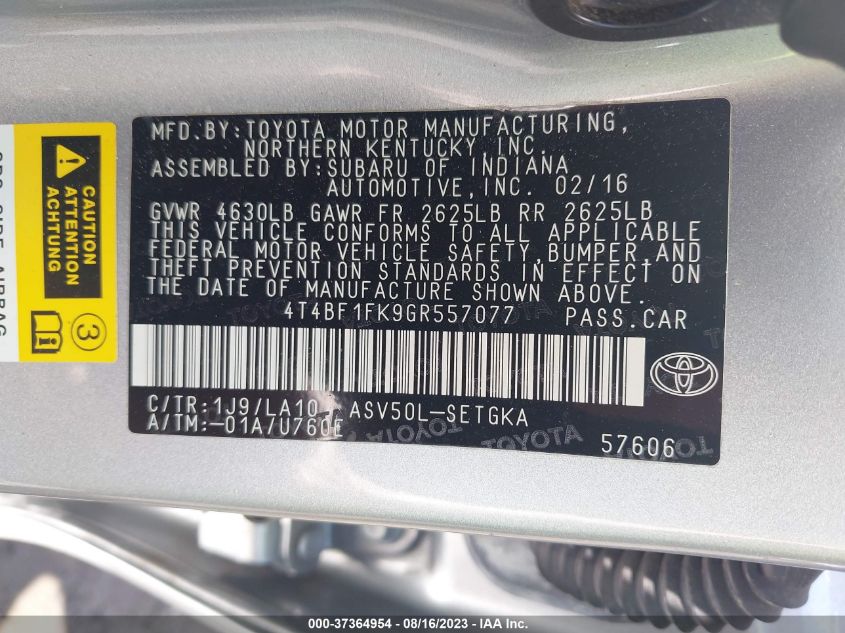 CAUTION
ACHTUNG
ATTENTION
3
MFD.BY:TOYOTA MOTOR MANUFACTURING,
NORTHERN KENTUCKY,INC.
ASSEMBLED BY:SUBARU OF INDIANA
AUTOMOTIVE,INC. 02/16
GVWR 4630LB GAWR FR 2625LB RR 2625LB
THIS VEHICLE CONFORMS TO ALL APPLICABLE
FEDERAL MOTOR VEHICLE SAFETY,BUMPER,AND
THEFT PREVENTION STANDARDS IN EFFECT ON
THE DATE OF MANUFACTURE SHOWN ABOVE.
4T4BF1FK9GR557077 PASS.CAR
C/TR:1J9/LA10 ASV50L-SETGKA
A/TM:-01A/U760E
57606
000-37364954 - 08/16/2023 - IAA Inc.